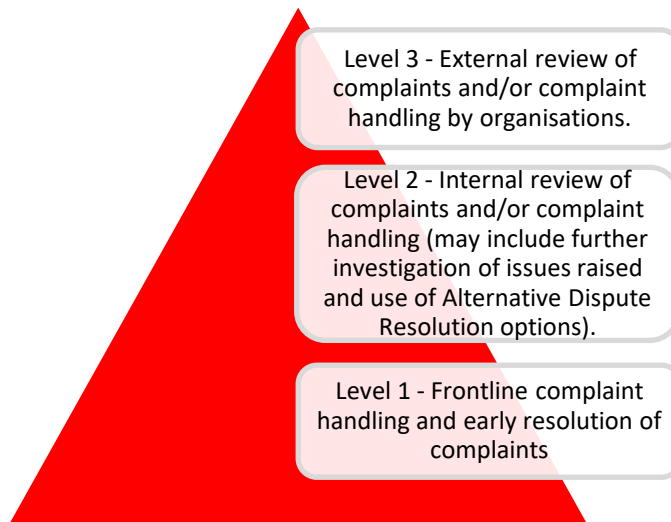 Level 3 - External review of
complaints and/or complaint
handling by organisations.
Level 2 - Internal review of
complaints and/or complaint
handling (may include further
investigation of issues raised
and use of Alternative Dispute
Resolution options).
Level 1 - Frontline complaint
handling and early resolution of
complaints